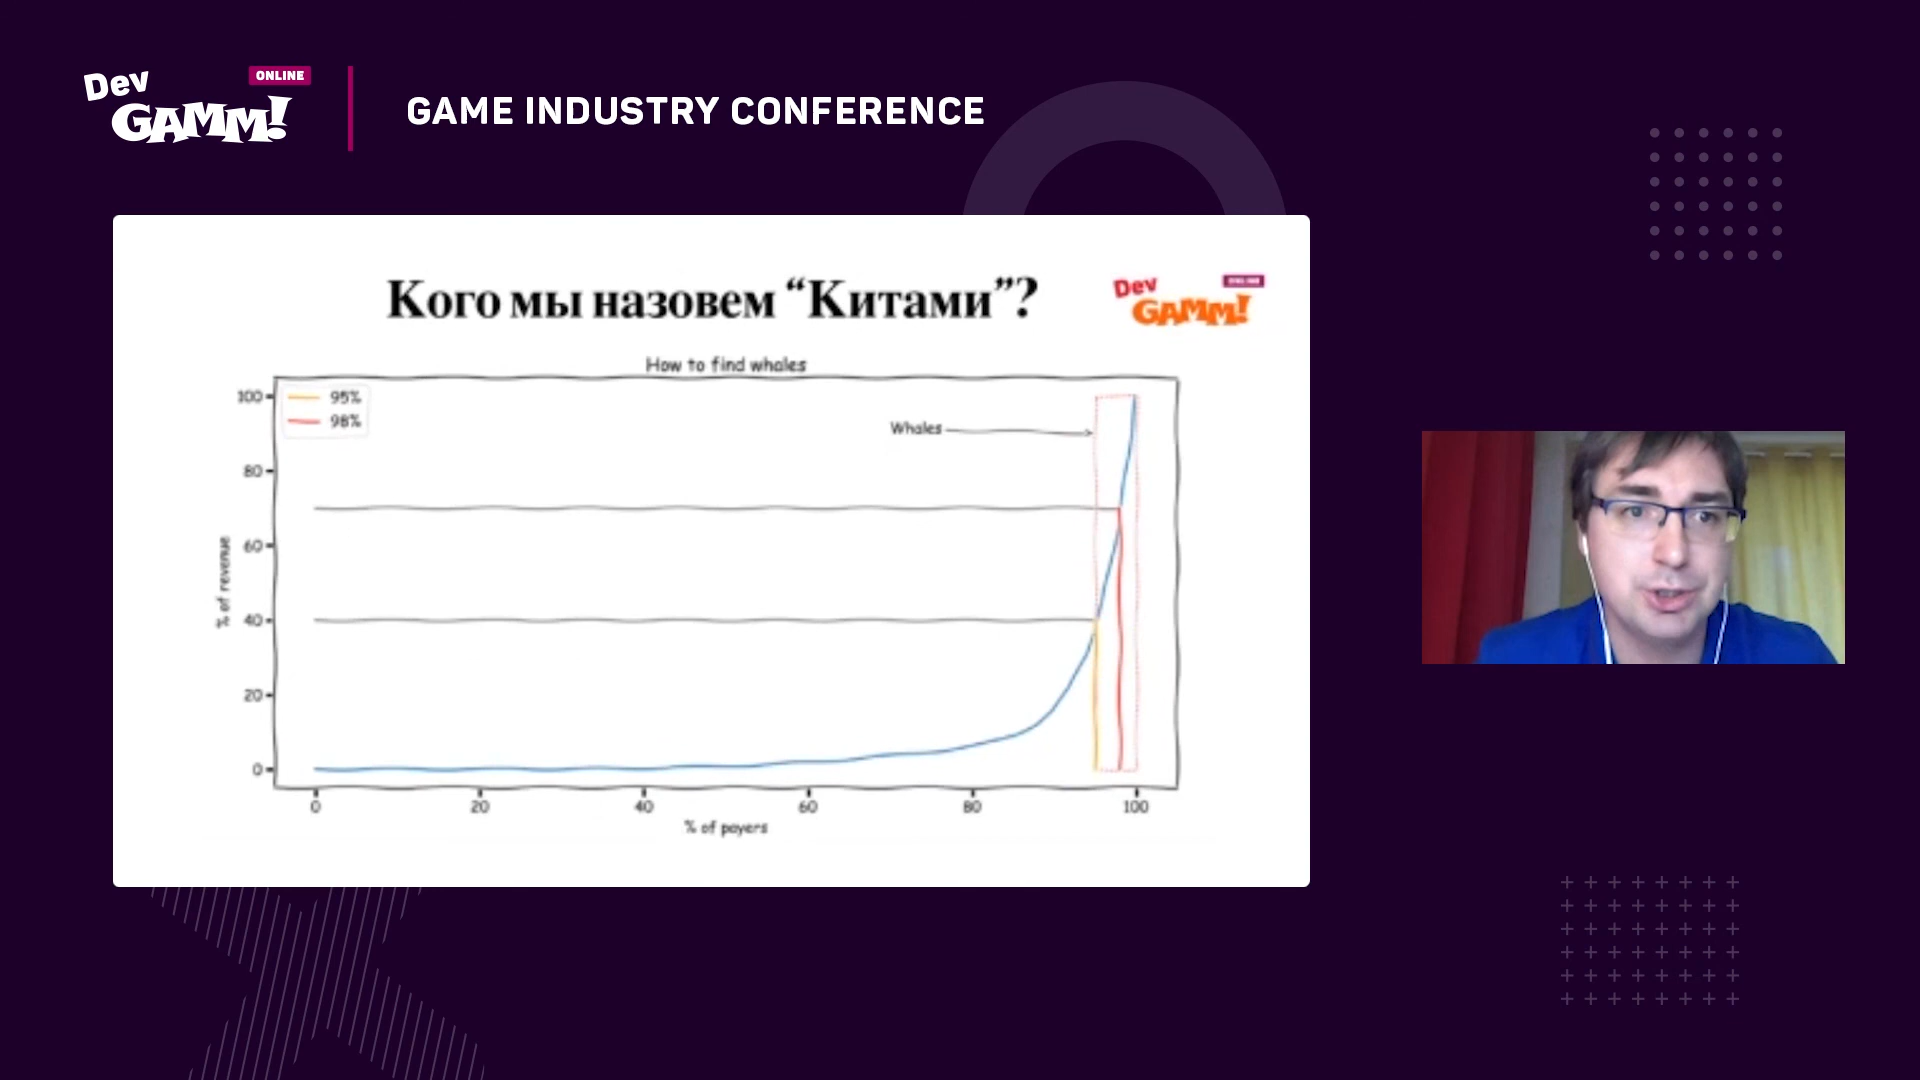 Dev
ONLINE
GAMM!
GAME INDUSTRY CONFERENCE
Кого мы назовем “Китами”?
Dev
ONLINE
GAMM!
How to find whales
95%
98%
Whales
100
80
60
40
20
0
% of revenue
0 20 40 60 80 100
% of payers